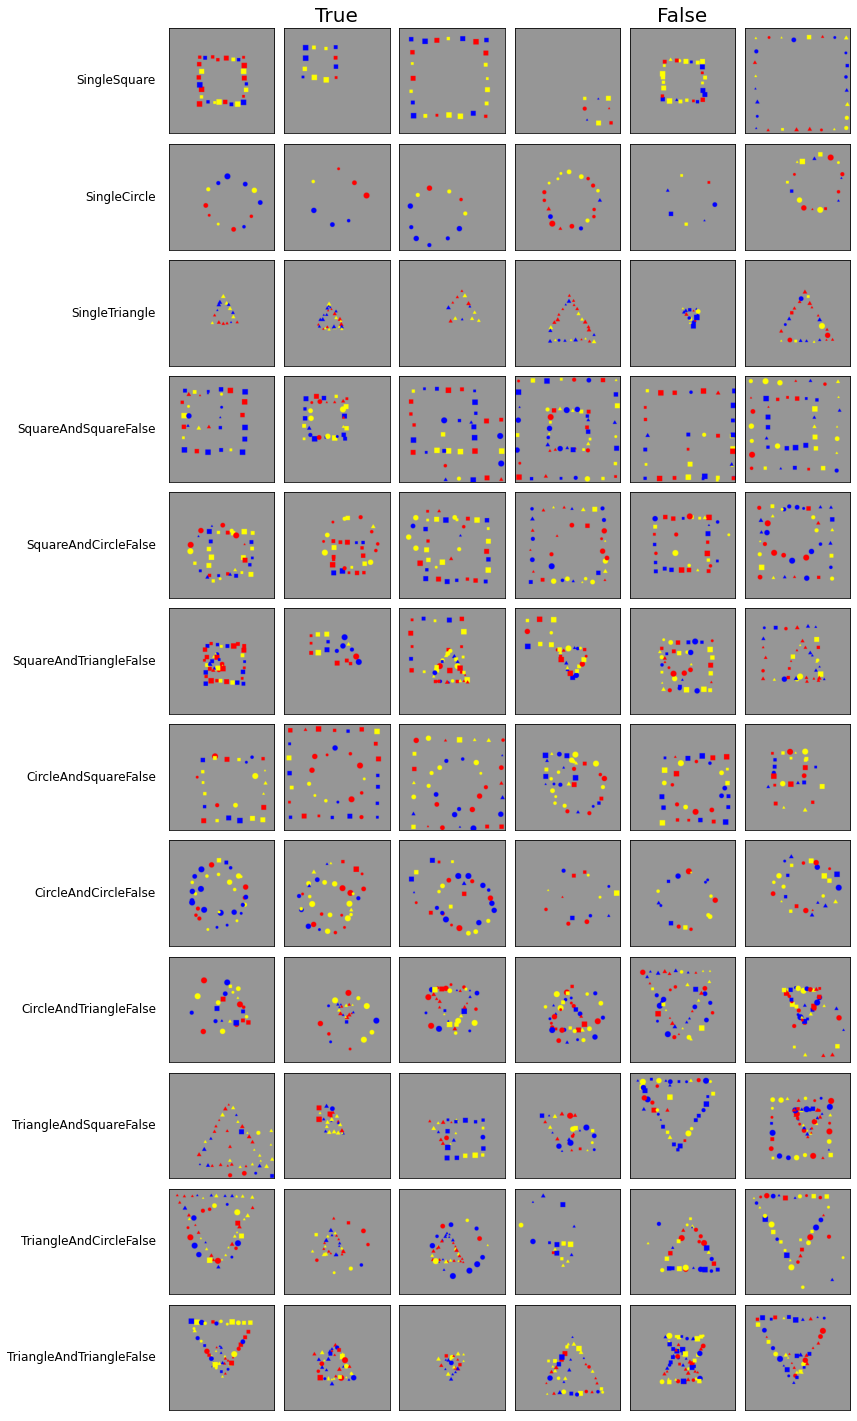 True False
SingleSquare
SingleCircle
SingleTriangle
SquareAndSquareFalse
SquareAndCircleFalse
SquareAndTriangleFalse
CircleAndSquareFalse
CircleAndCircleFalse
CircleAndTriangleFalse
TriangleAndSquareFalse
TriangleAndCircleFalse
TriangleAndTriangleFalse